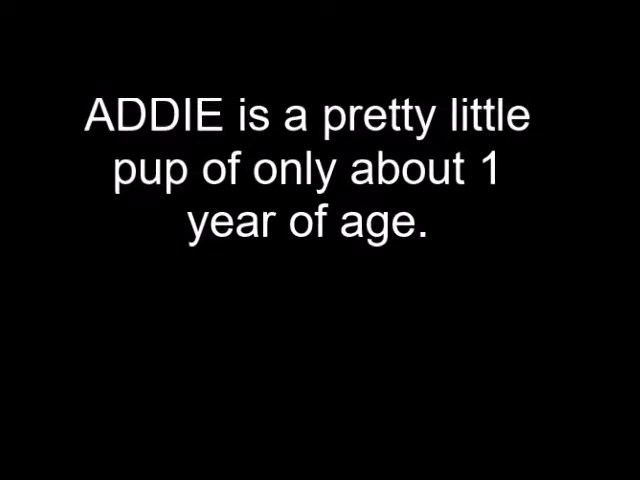 ADDIE is a pretty little
pup of only about 1
year of age.